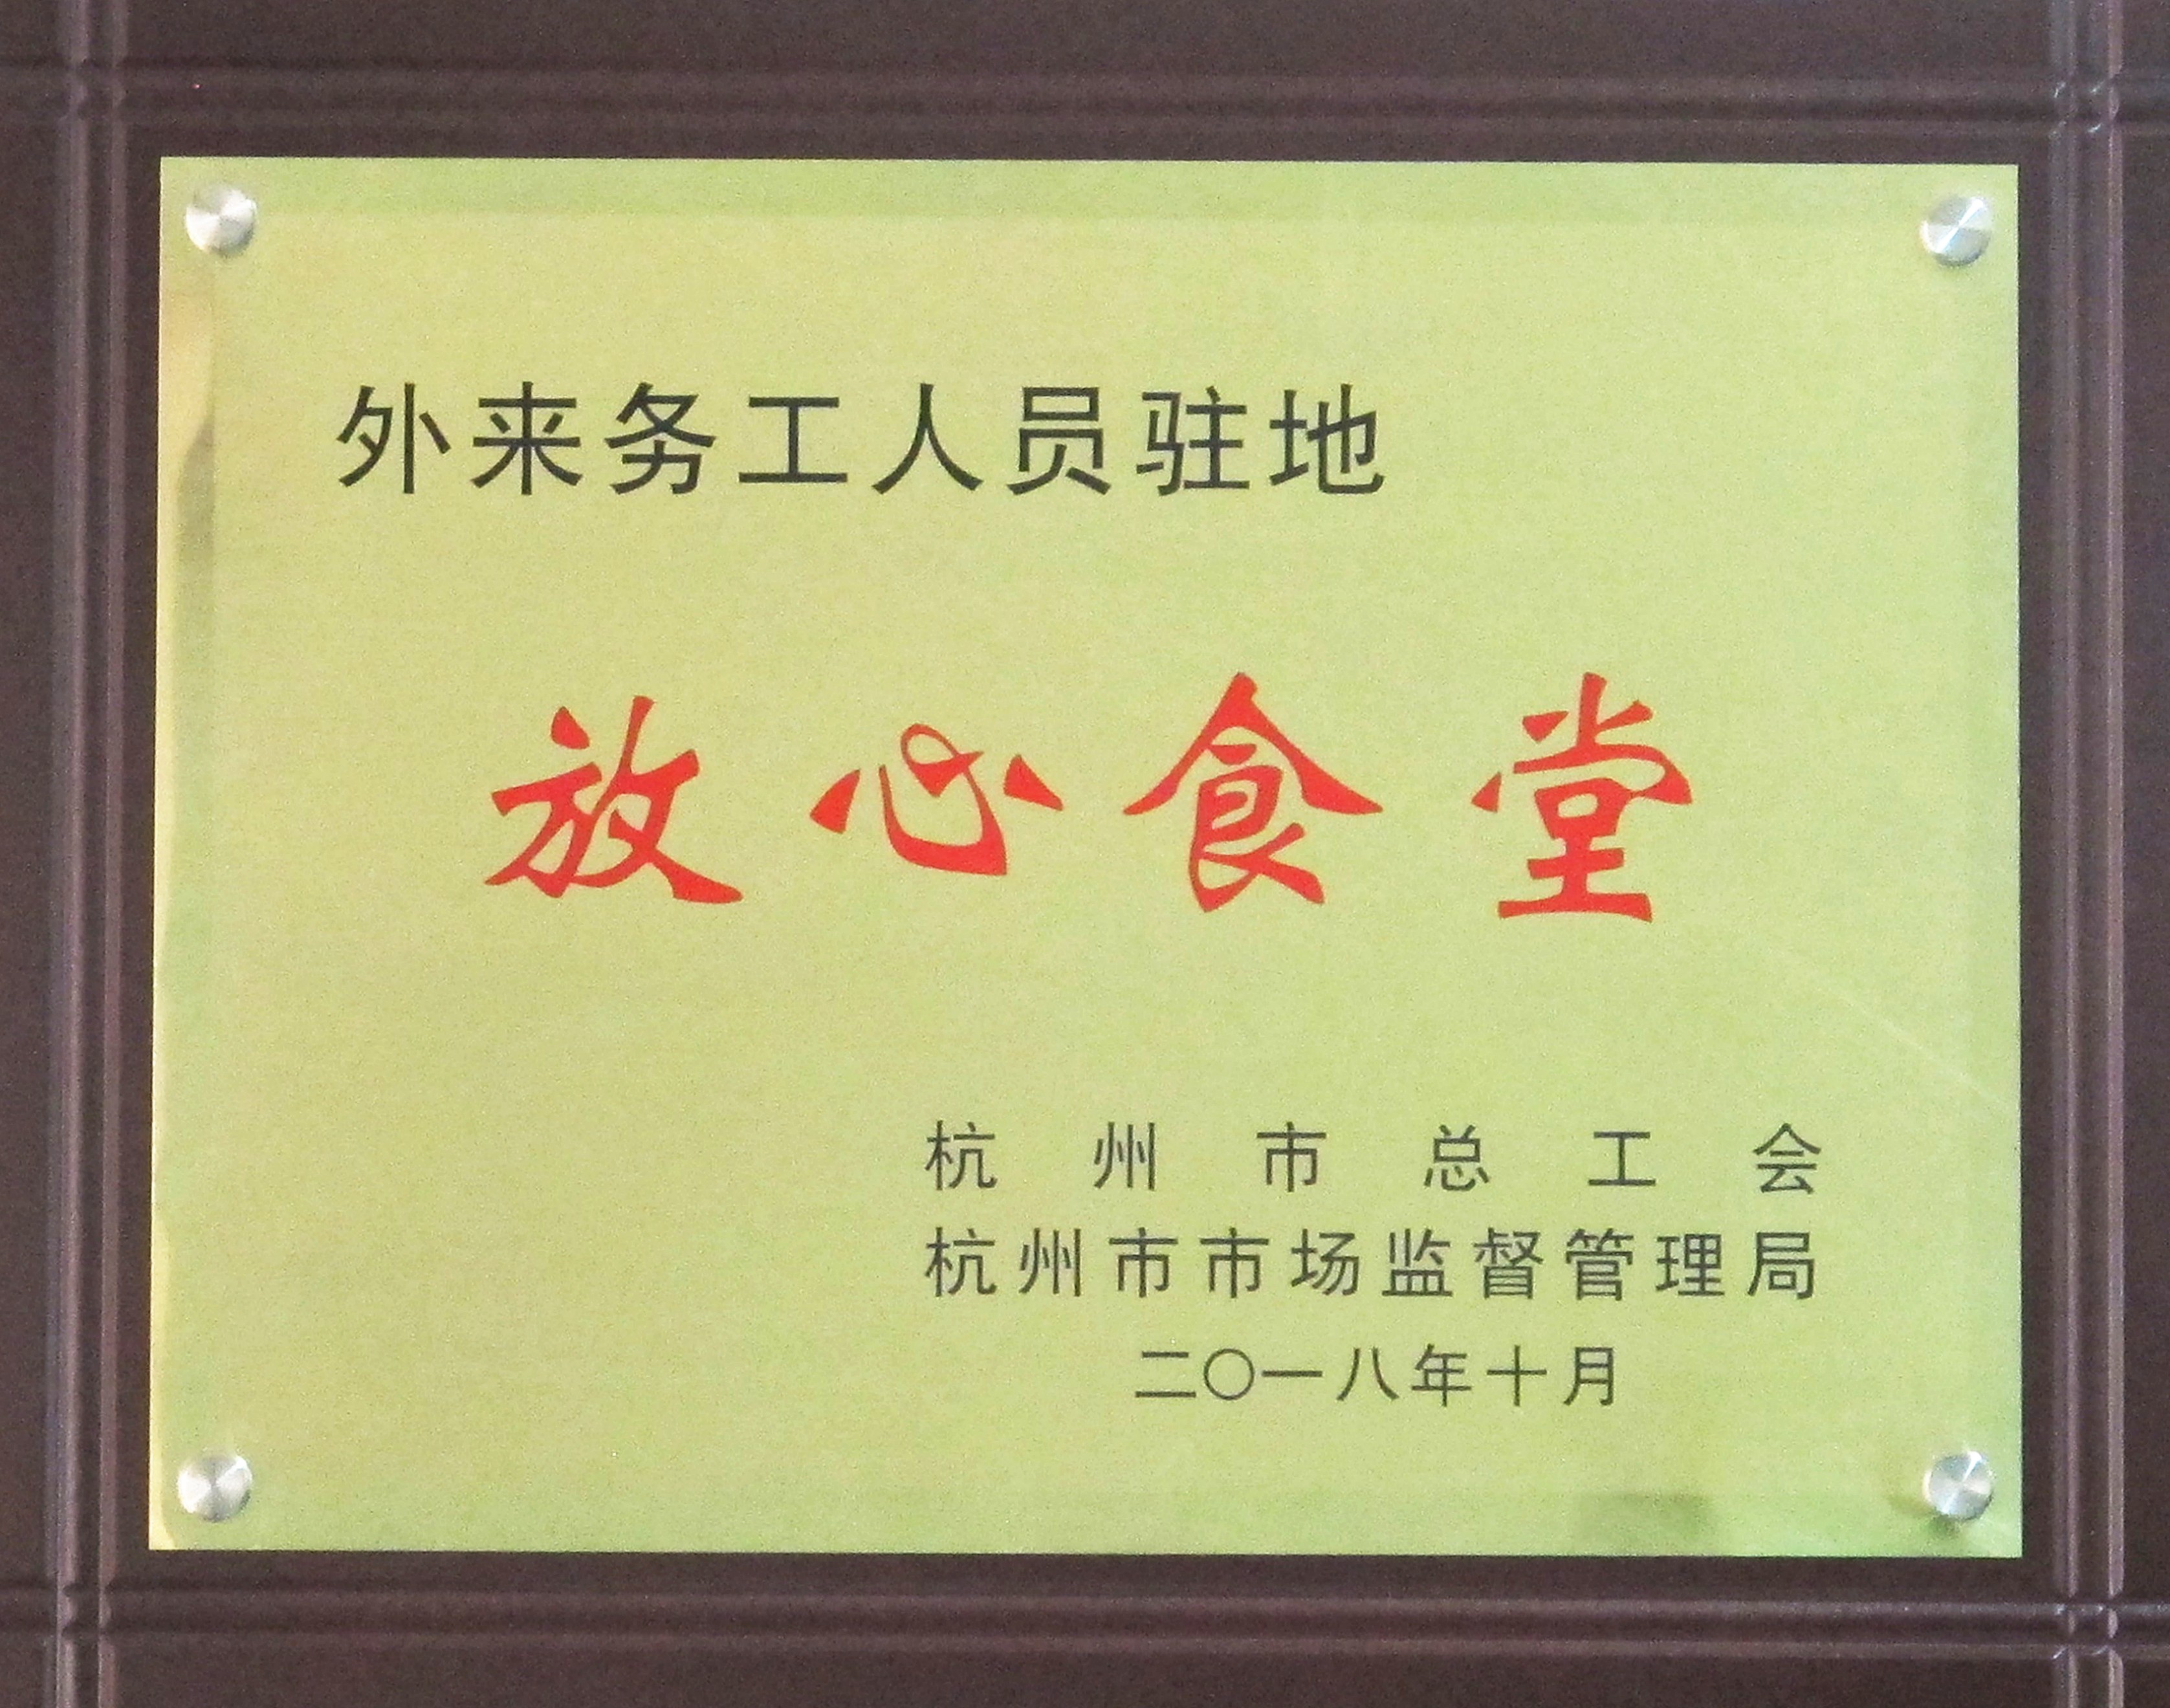 外来务工人员驻地
放心食堂
杭州市总工会
杭州市市场监督管理局
二〇一八年十月